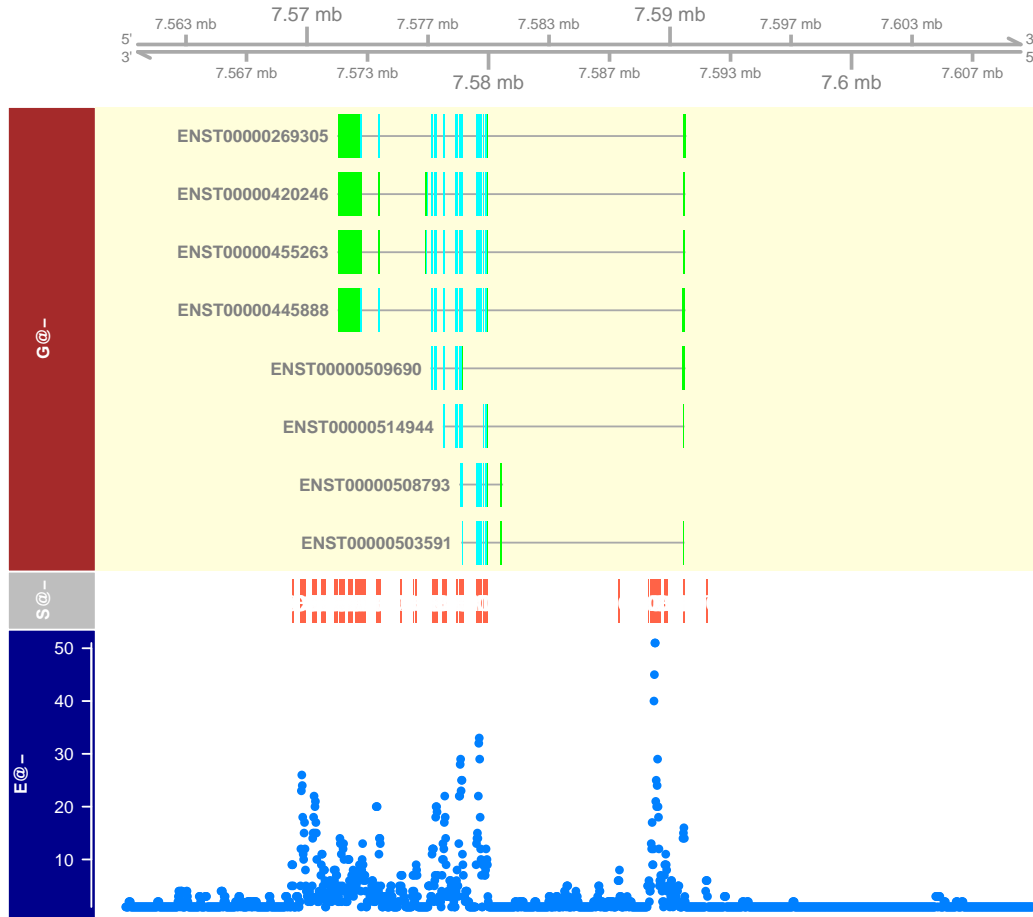 7.57 mb 7.59 mb
7.563 mb 7.577 mb 7.583 mb 7.597 mb 7.603 mb
5' 3'
3' 5'
7.567 mb 7.573 mb 7.587 mb 7.593 mb 7.607 mb
7.58 mb 7.6 mb
ENST00000269305
ENST00000420246
ENST00000455263
ENST00000445888
G@−
ENST00000509690
ENST00000514944
ENST00000508793
ENST00000503591
S@−
50
40
30
E@−
20
10